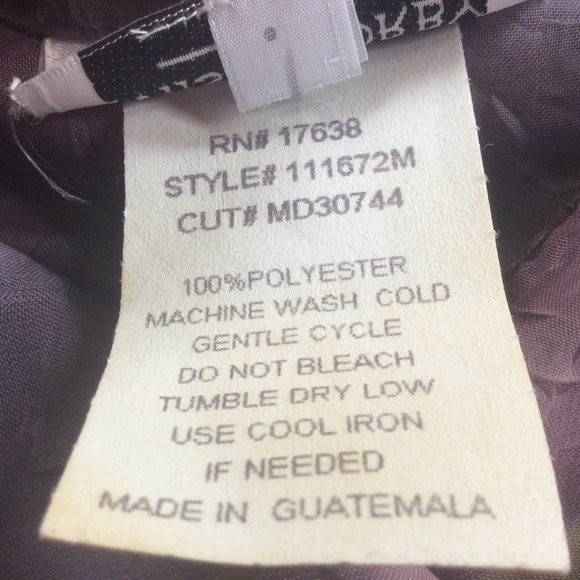 RN# 17638
STYLE# 111672M
CUT# MD30744
100%POLYESTER
MACHINE WASH COLD
GENTLE CYCLE
DO NOT BLEACH
TUMBLE DRY LOW
USE COOL IRON
IF NEEDED
MADE IN GUATEMALA